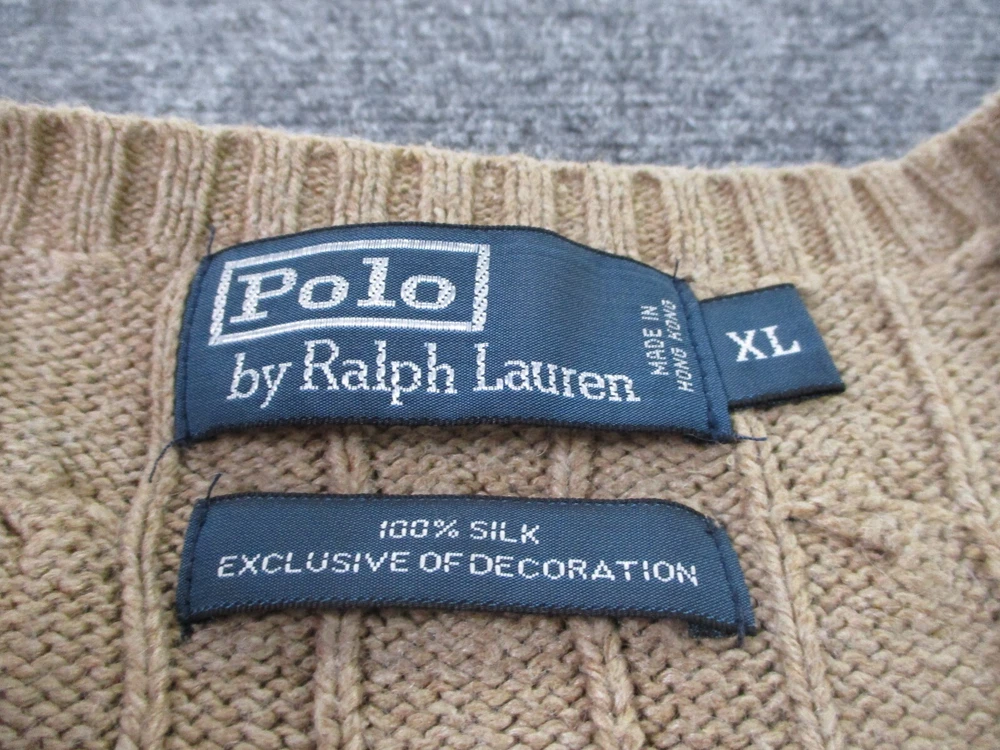 Polo
by Ralph Lauren
MADE IN
HONG KONG
XL
100% SILK
EXCLUSIVE OF DECORATION